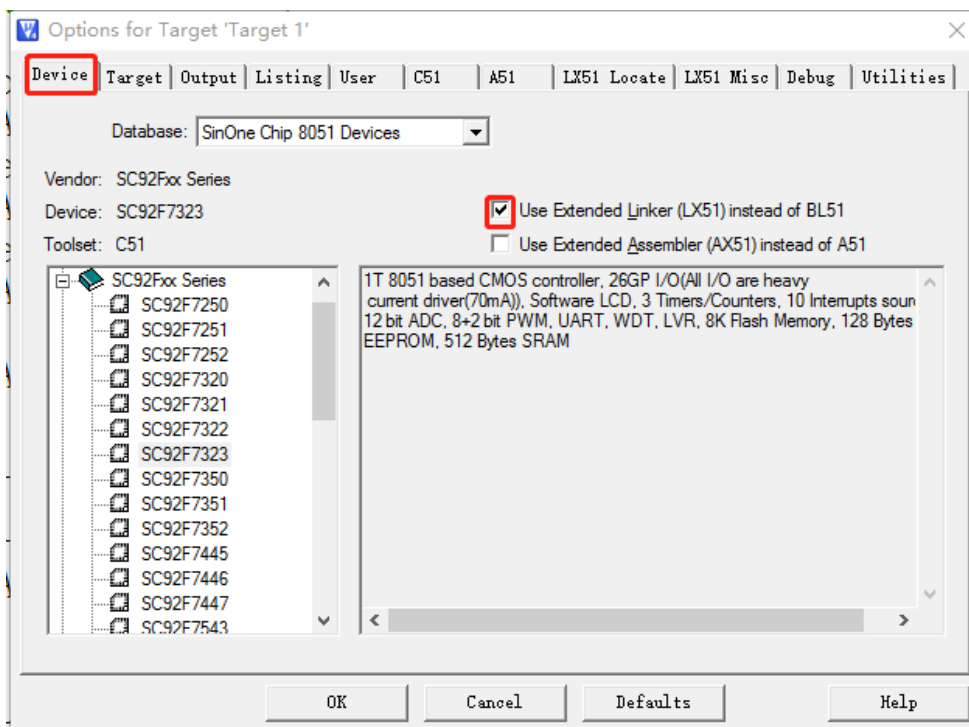 Options for Target 'Target 1'
Device Target Output Listing User C51 A51 LX51 Locate LX51 Misc Debug Utilities
Database: SinOne Chip 8051 Devices
Vendor: SC92Fxx Series
Device: SC92F7323
Use Extended Linker (LX51) instead of BL51
Toolset: C51
Use Extended Assembler (AX51) instead of A51
SC92Fxx Series
SC92F7250
SC92F7251
SC92F7252
SC92F7320
SC92F7321
SC92F7322
SC92F7323
SC92F7350
SC92F7351
SC92F7352
SC92F7445
SC92F7446
SC92F7447
SC92F7543
1T 8051 based CMOS controller, 26GP I/O(All I/O are heavy
current driver(70mA)), Software LCD, 3 Timers/Counters, 10 Interrupts sour
12 bit ADC, 8+2 bit PWM, UART, WDT, LVR, 8K Flash Memory, 128 Bytes
EEPROM, 512 Bytes SRAM
OK Cancel Defaults Help